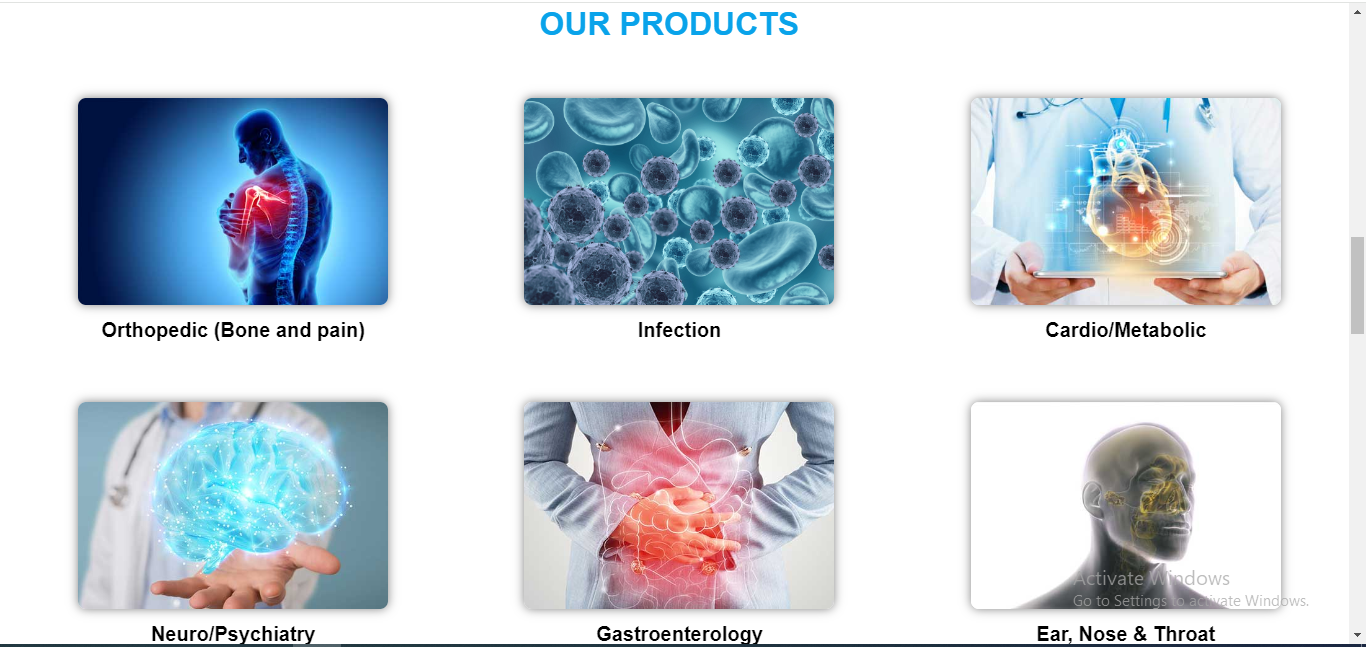 OUR PRODUCTS
Orthopedic (Bone and pain)
Infection
Cardio/Metabolic
Neuro/Psychiatry
Gastroenterology
Ear, Nose & Throat
Activate Windows
Go to Settings to activate Windows.